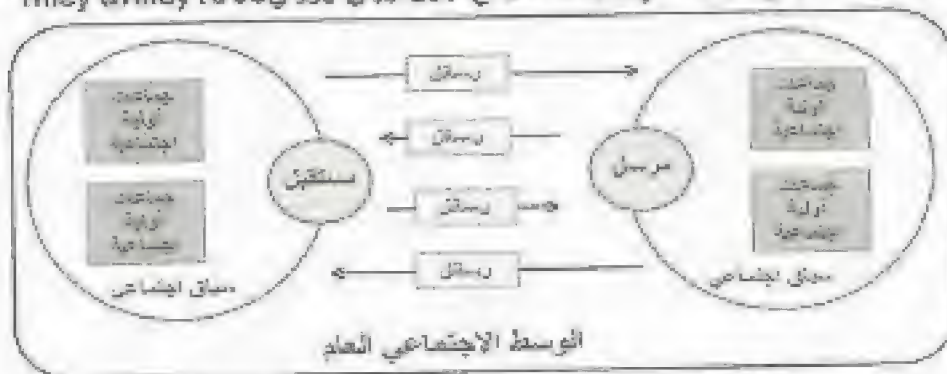 جماعات
أولية
اجتماعية
جماعات
أولية
اجتماعية
سياق اجتماعي
مرسل
رسائل
رسائل
رسائل
رسائل
مستقبل
جماعات
أولية
اجتماعية
جماعات
أولية
اجتماعية
سياق اجتماعي
الوسط الاجتماعي العام